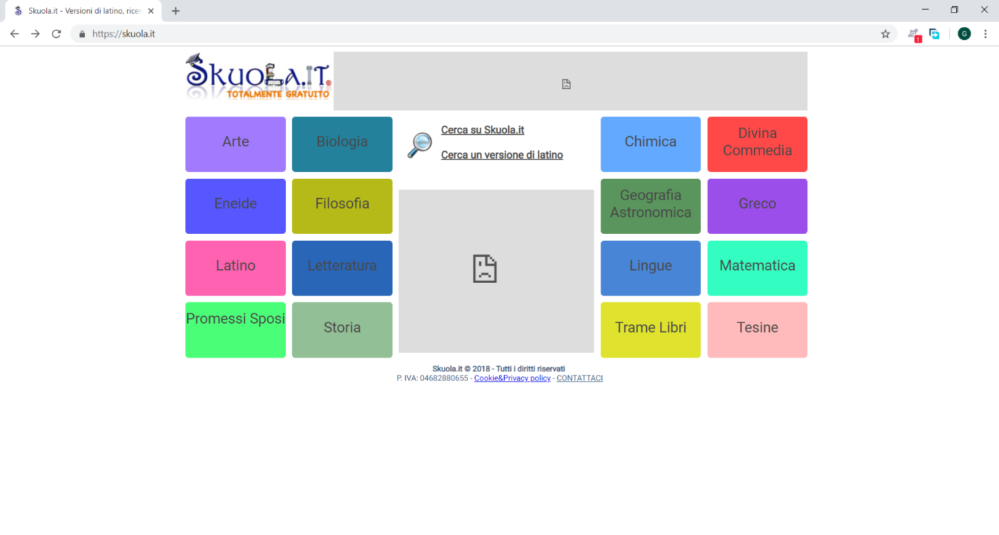 Skuola.it - Versioni di latino, ricer
https://skuola.it
1
G
SKUOLA.IT®
TOTALMENTE GRATUITO
Arte
Biologia
Cerca su Skuola.it
Cerca un versione di latino
Chimica
Divina
Commedia
Eneide
Filosofia
Geografia
Astronomica
Greco
Latino
Letteratura
Lingue
Matematica
Promessi Sposi
Storia
Trame Libri
Tesine
Skuola.it © 2018 - Tutti i diritti riservati
P. IVA: 04682880655 - Cookie&Privacy policy - CONTATTACI